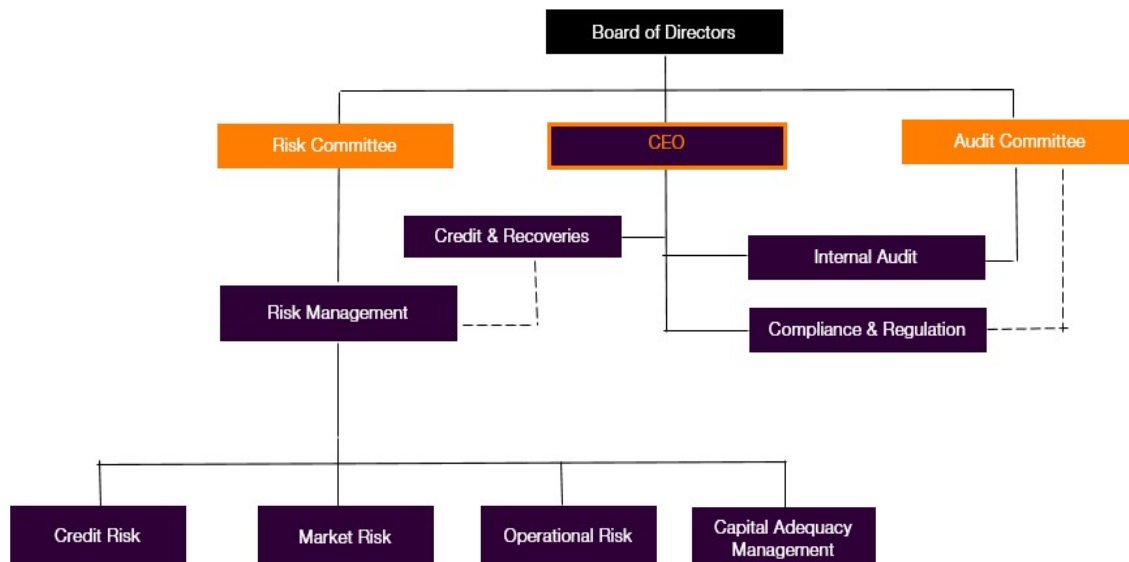 Board of Directors
Risk Committee
CEO
Audit Committee
Credit & Recoveries
Internal Audit
Risk Management
Compliance & Regulation
Credit Risk
Market Risk
Operational Risk
Capital Adequacy
Management